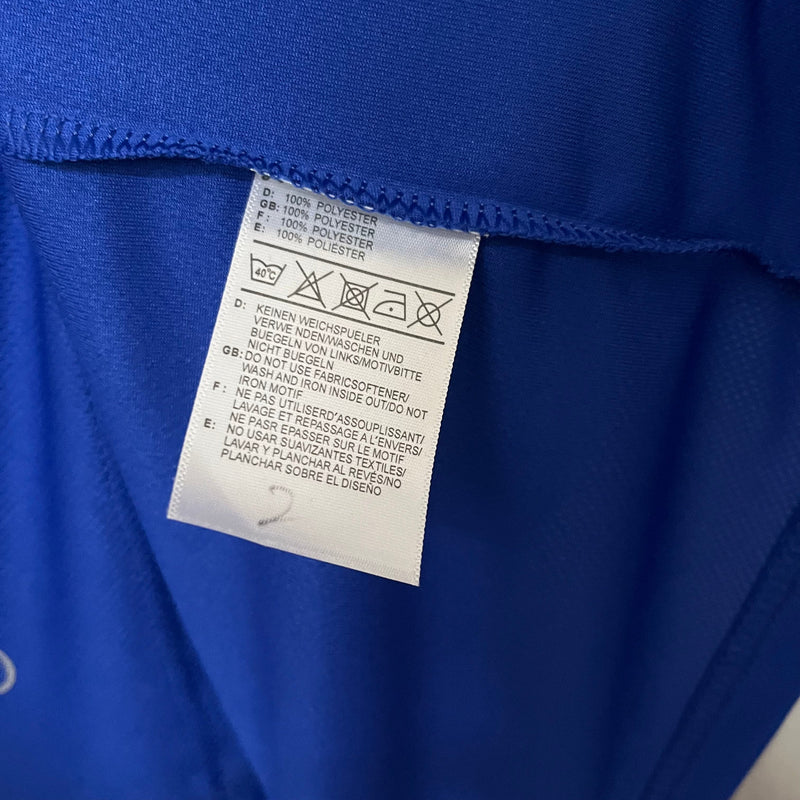 D: 100% POLYESTER
GB: 100% POLYESTER
F: 100% POLYESTER
E: 100% POLIÉSTER
40°C
D: KEINEN WEICHSPUELER
VERWE NDEN/WASCHEN UND
BUEGELN VON LINKS/MOTIVBITTE
NICHT BUEGELN
GB: DO NOT USE FABRICSOFTENER/
WASH AND IRON INSIDE OUT/DO NOT
IRON MOTIF
F: NE PAS UTILISERD'ASSOUPLISSANT/
LAVAGE ET REPASSAGE A L'ENVERS/
NE PASR EPASSER SUR LE MOTIF
E: NO USAR SUAVIZANTES TEXTILES/
LAVAR Y PLANCHAR AL REVÉS/NO
PLANCHAR SOBRE EL DISEÑO
2